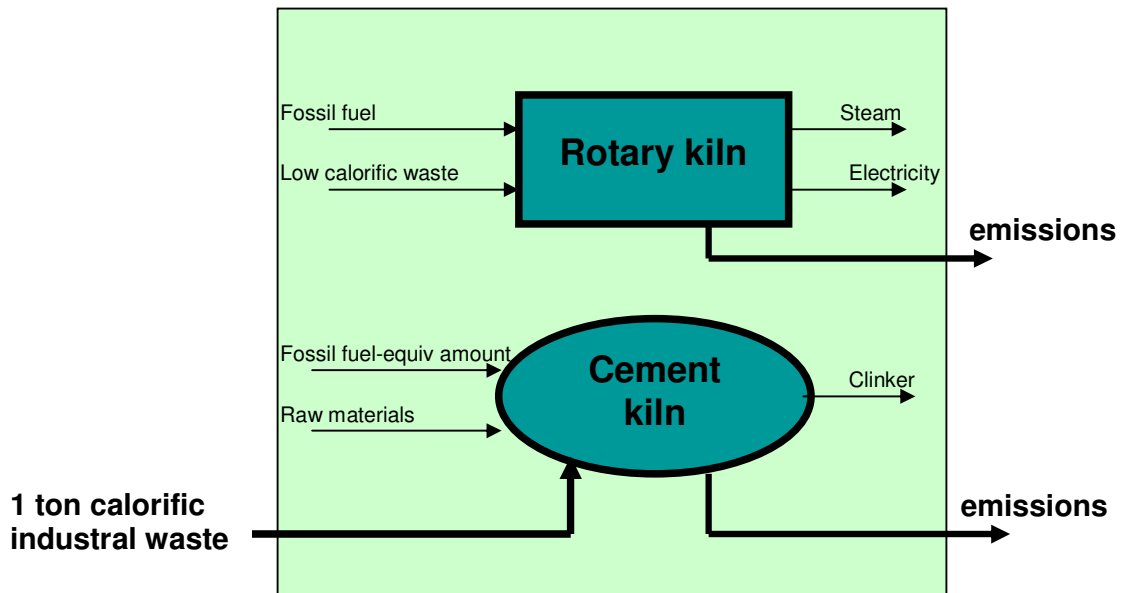 Fossil fuel
Steam
Rotary kiln
Low calorific waste
Electricity
emissions
Fossil fuel-equiv amount
Cement
kiln
Clinker
Raw materials
1 ton calorific
industral waste
emissions